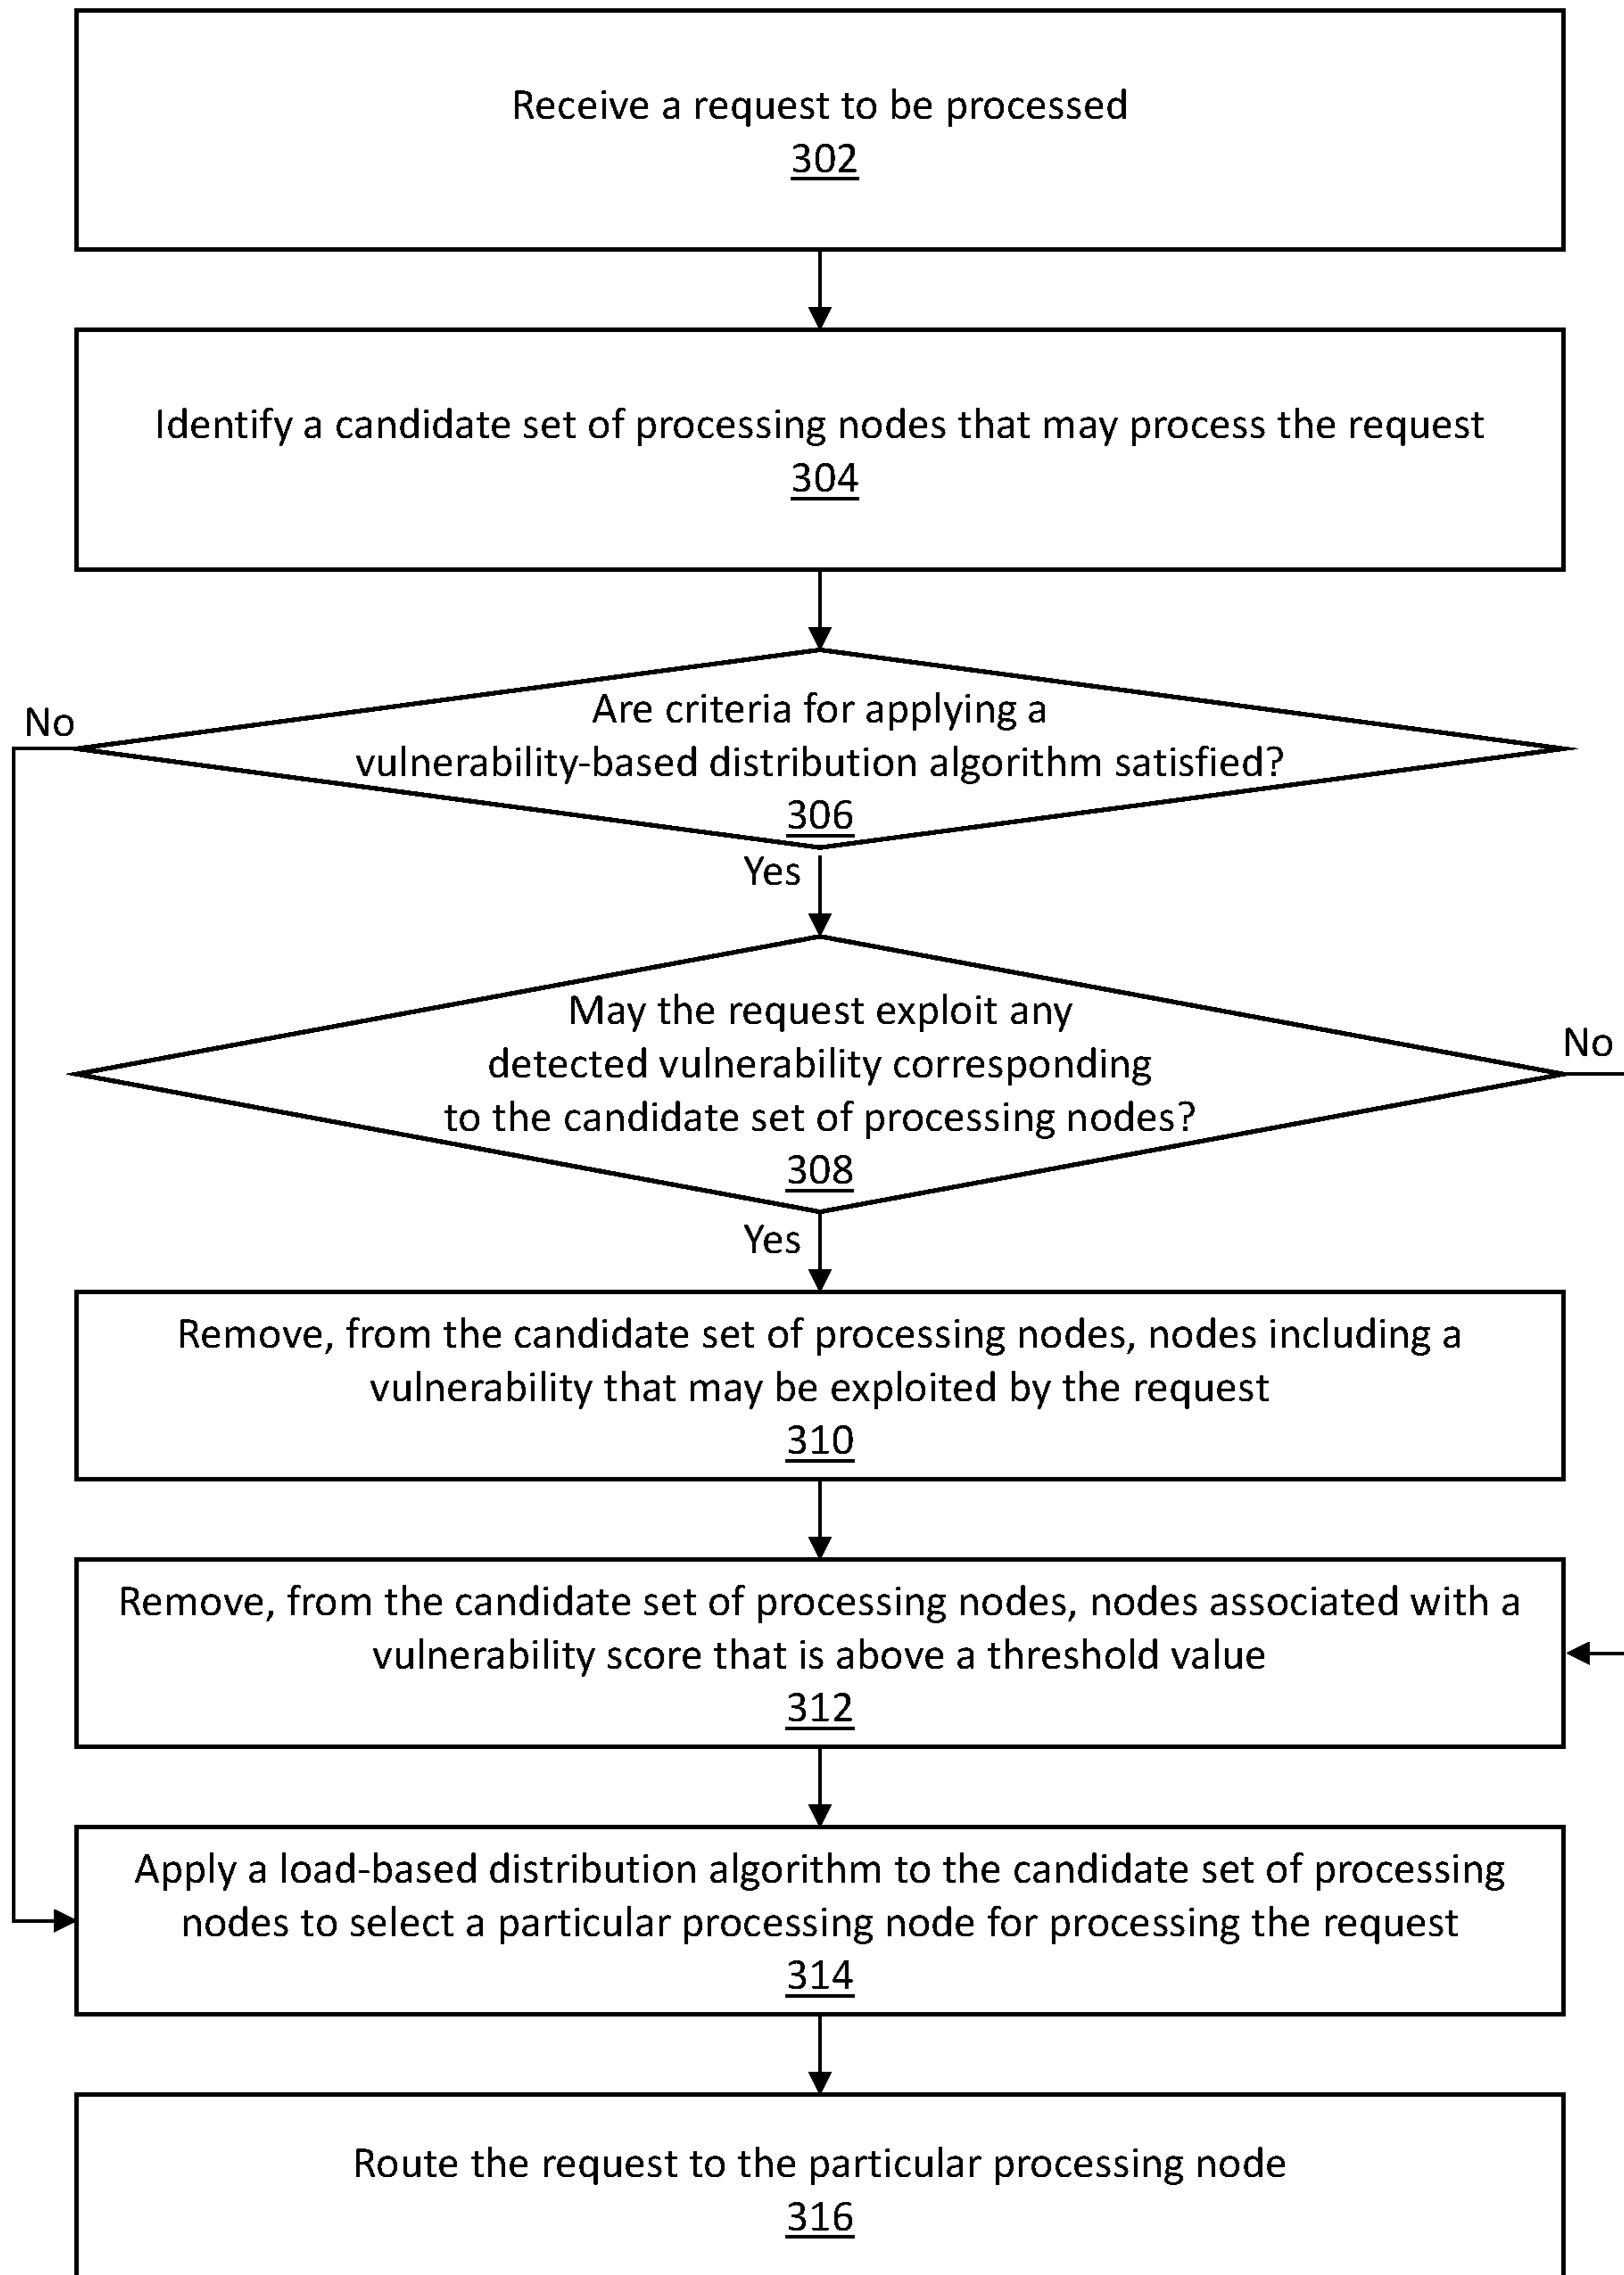 Receive a request to be processed
302
Identify a candidate set of processing nodes that may process the request
304
Are criteria for applying a
No
vulnerability-based distribution algorithm satisfied?
306
Yes
May the request exploit any
detected vulnerability corresponding
No
to the candidate set of processing nodes?
308
Yes
Remove, from the candidate set of processing nodes, nodes including a
vulnerability that may be exploited by the request
310
Remove, from the candidate set of processing nodes, nodes associated with a
vulnerability score that is above a threshold value
312
Apply a load-based distribution algorithm to the candidate set of processing
nodes to select a particular processing node for processing the request
314
Route the request to the particular processing node
316